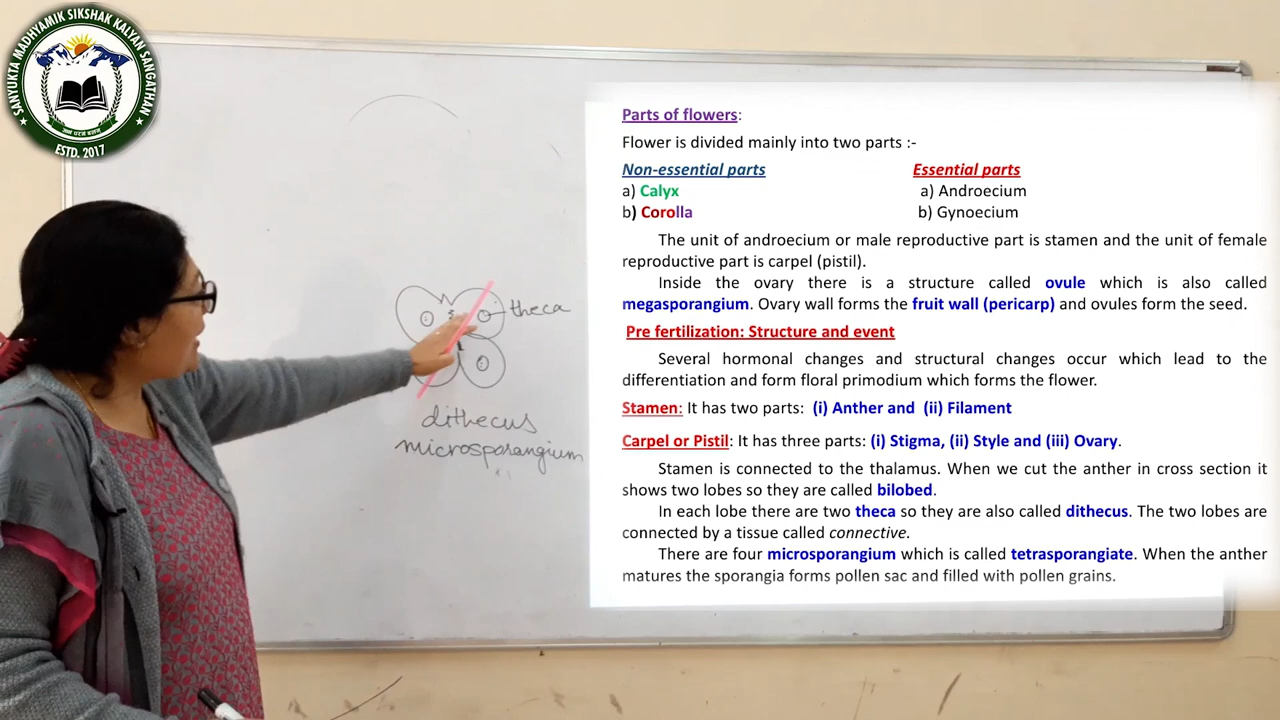 SANYUKTA MADHYAMIK SIKSHAK KALYAN SANGATHAN
ESTD. 2017
theca
dithecus
microsporangium
Parts of flowers:
Flower is divided mainly into two parts :-
Non-essential parts Essential parts
a) Calyx a) Androecium
b) Corolla b) Gynoecium
The unit of androecium or male reproductive part is stamen and the unit of female
reproductive part is carpel (pistil).
Inside the ovary there is a structure called ovule which is also called
megasporangium. Ovary wall forms the fruit wall (pericarp) and ovules form the seed.
Pre fertilization: Structure and event
Several hormonal changes and structural changes occur which lead to the
differentiation and form floral primodium which forms the flower.
Stamen: It has two parts: (i) Anther and (ii) Filament
Carpel or Pistil: It has three parts: (i) Stigma, (ii) Style and (iii) Ovary.
Stamen is connected to the thalamus. When we cut the anther in cross section it
shows two lobes so they are called bilobed.
In each lobe there are two theca so they are also called dithecus. The two lobes are
connected by a tissue called connective.
There are four microsporangium which is called tetrasporangiate. When the anther
matures the sporangia forms pollen sac and filled with pollen grains.